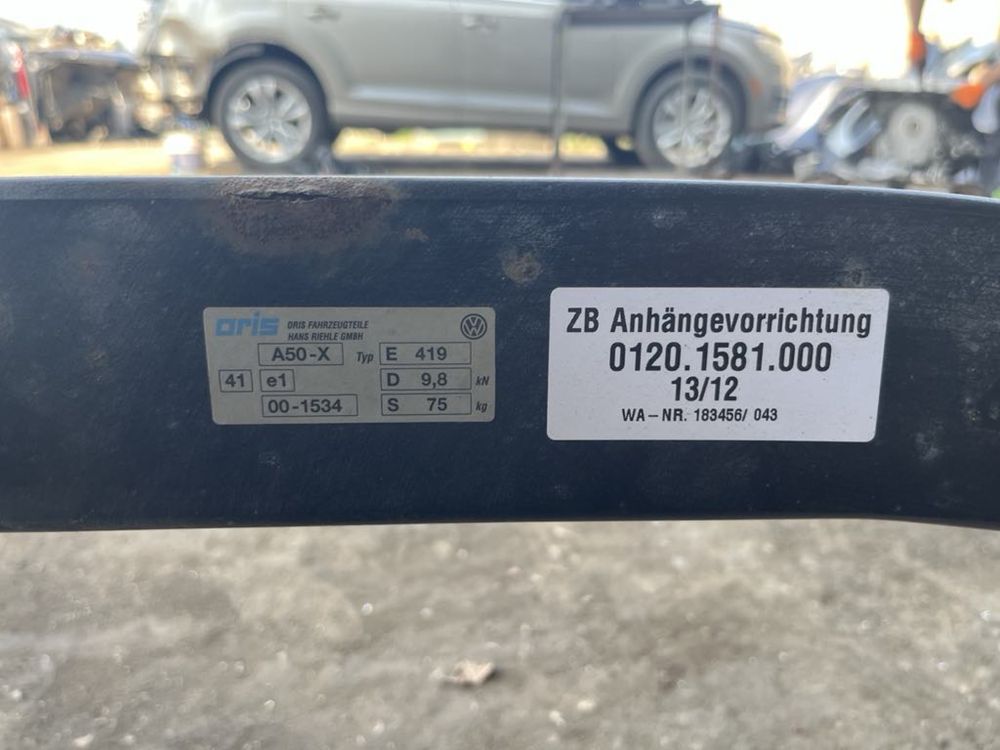 oris ORIS FAHRZEUGTEILE
HANS RIEHLE GMBH
A50-X Typ E 419
41 e1 D 9,8 kN
00-1534 S 75 kg
ZB Anhängevorrichtung
0120.1581.000
13/12
WA-NR. 183456/ 043